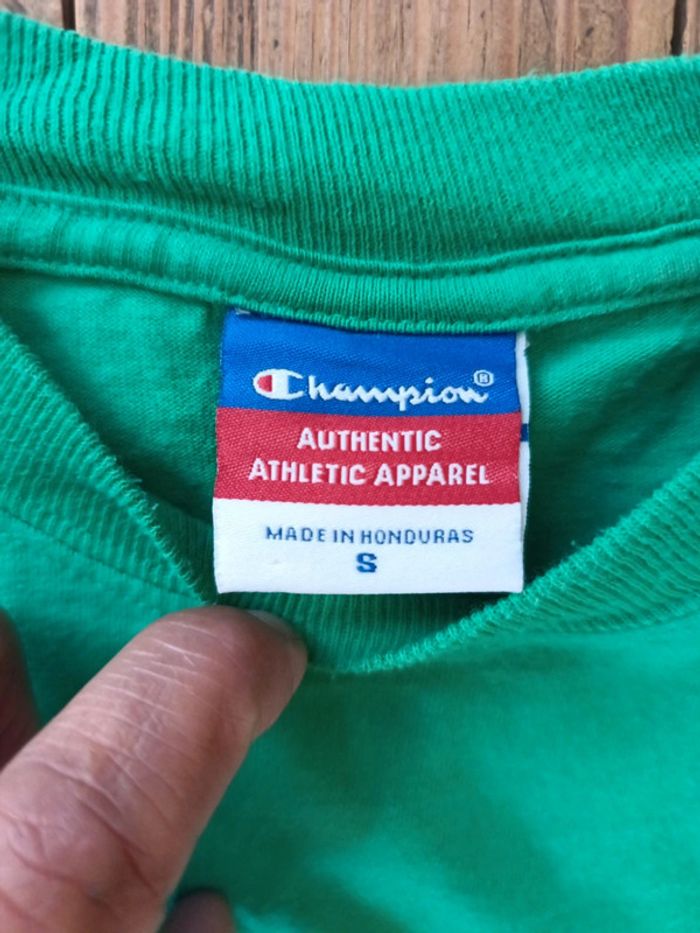 Champion®
AUTHENTIC
ATHLETIC APPAREL
MADE IN HONDURAS
S